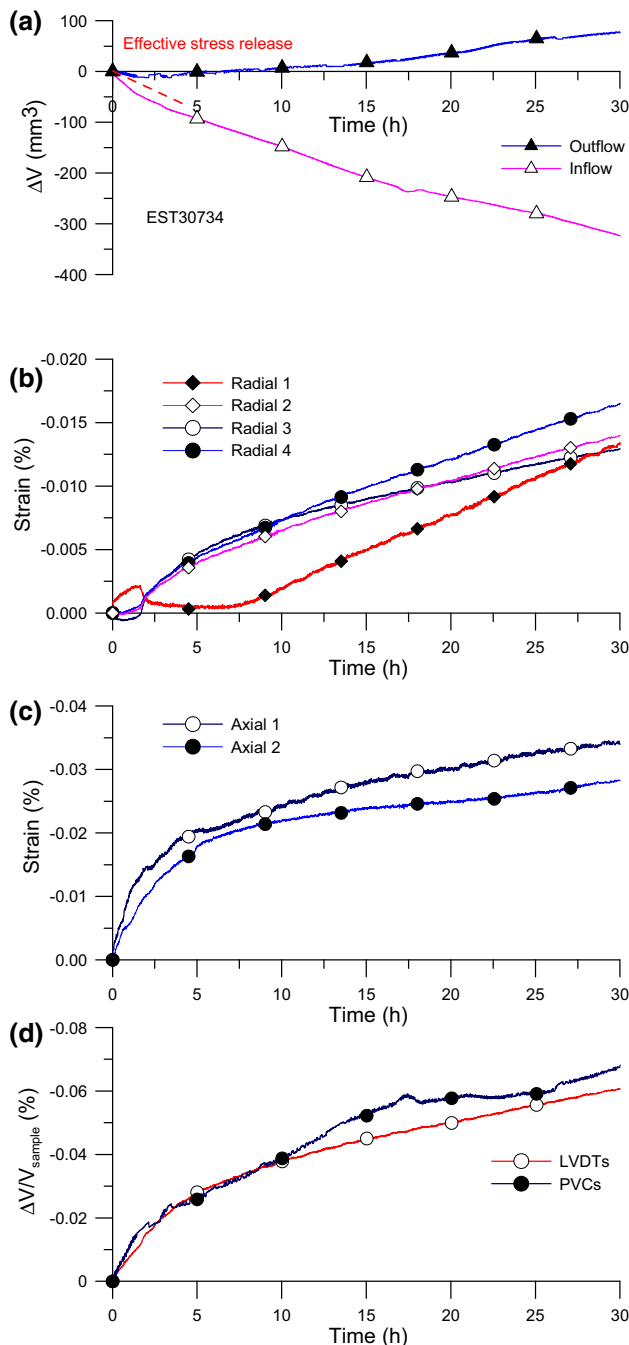 (a)
100
Effective stress release
0
0 5 10 15 20 25 30
Time (h)
-100
ΔV (mm3)
Outflow
-200
Inflow
-300
EST30734
-400
(b)
-0.020
Radial 1
Radial 2
-0.015
Radial 3
Radial 4
-0.010
Strain (%)
-0.005
0.000
0 5 10 15 20 25 30
Time (h)
(c)
-0.04
Axial 1
Axial 2
-0.03
-0.02
Strain (%)
-0.01
0.00
0 5 10 15 20 25 30
Time (h)
(d)
-0.08
-0.06
-0.04
ΔV/Vsample (%)
LVDTs
PVCs
-0.02
0
0 5 10 15 20 25 30
Time (h)